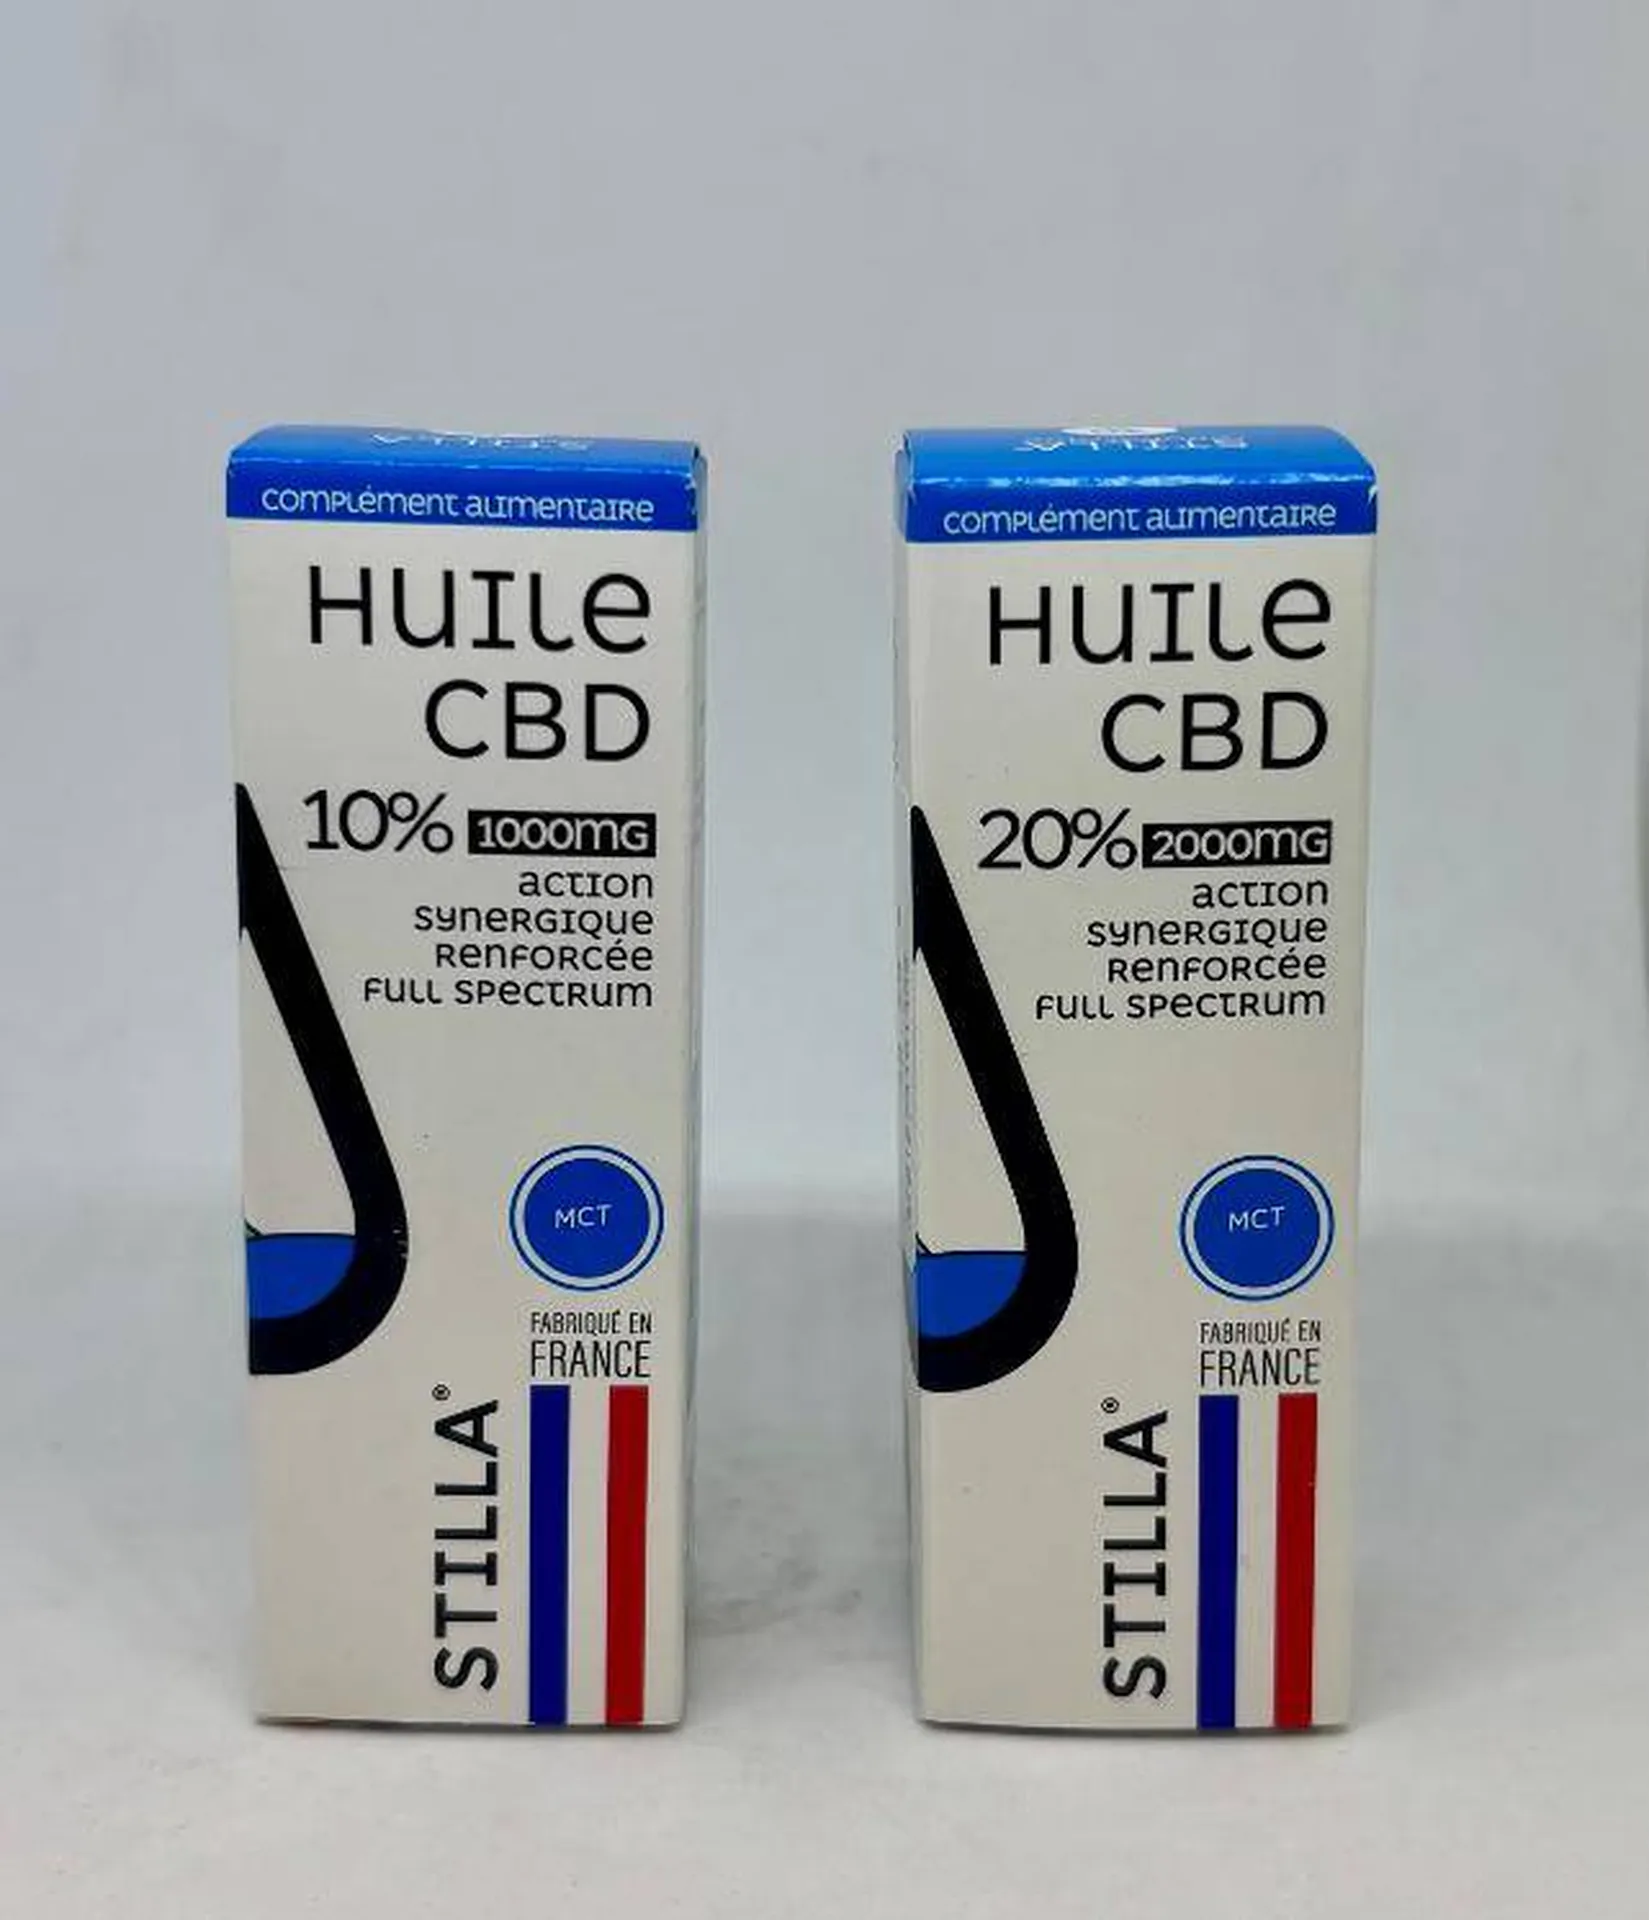 complément alimentaire
Huile
CBD
10% 1000mg
action
synergique
renforcée
full spectrum
MCT
FABRIQUÉ EN
FRANCE
STILLA®
complément alimentaire
Huile
CBD
20% 2000mg
action
synergique
renforcée
full spectrum
MCT
FABRIQUÉ EN
FRANCE
STILLA®